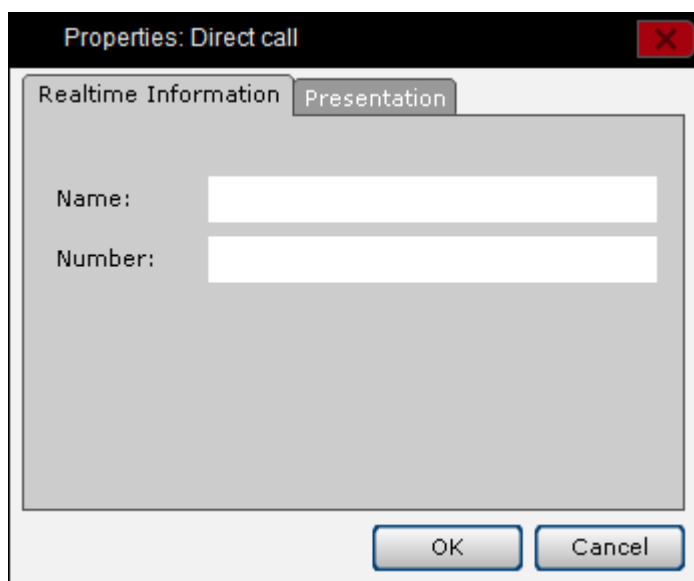 Properties: Direct call
Realtime Information
Presentation
Name:
Number:
OK
Cancel